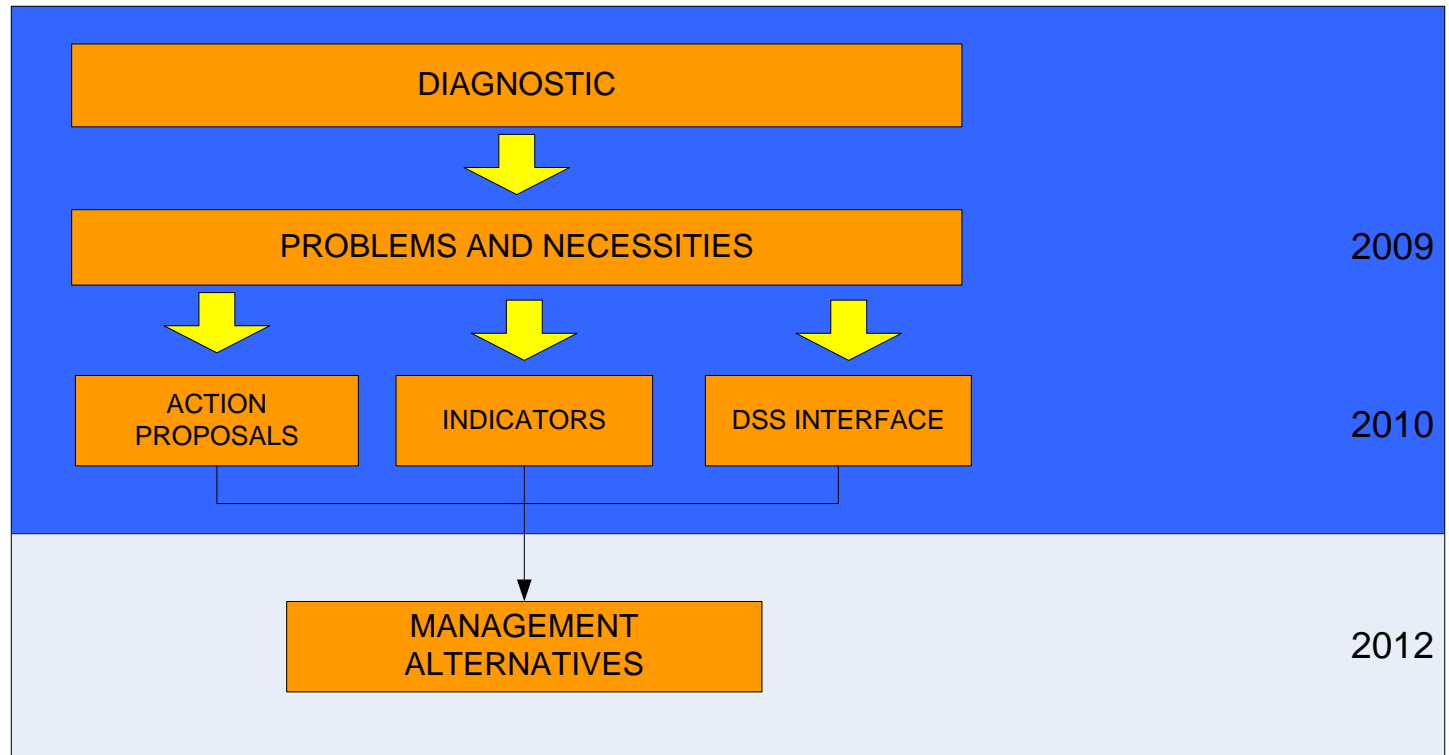 DIAGNOSTIC
PROBLEMS AND NECESSITIES
2009
ACTION
PROPOSALS
INDICATORS
DSS INTERFACE
2010
MANAGEMENT
ALTERNATIVES
2012